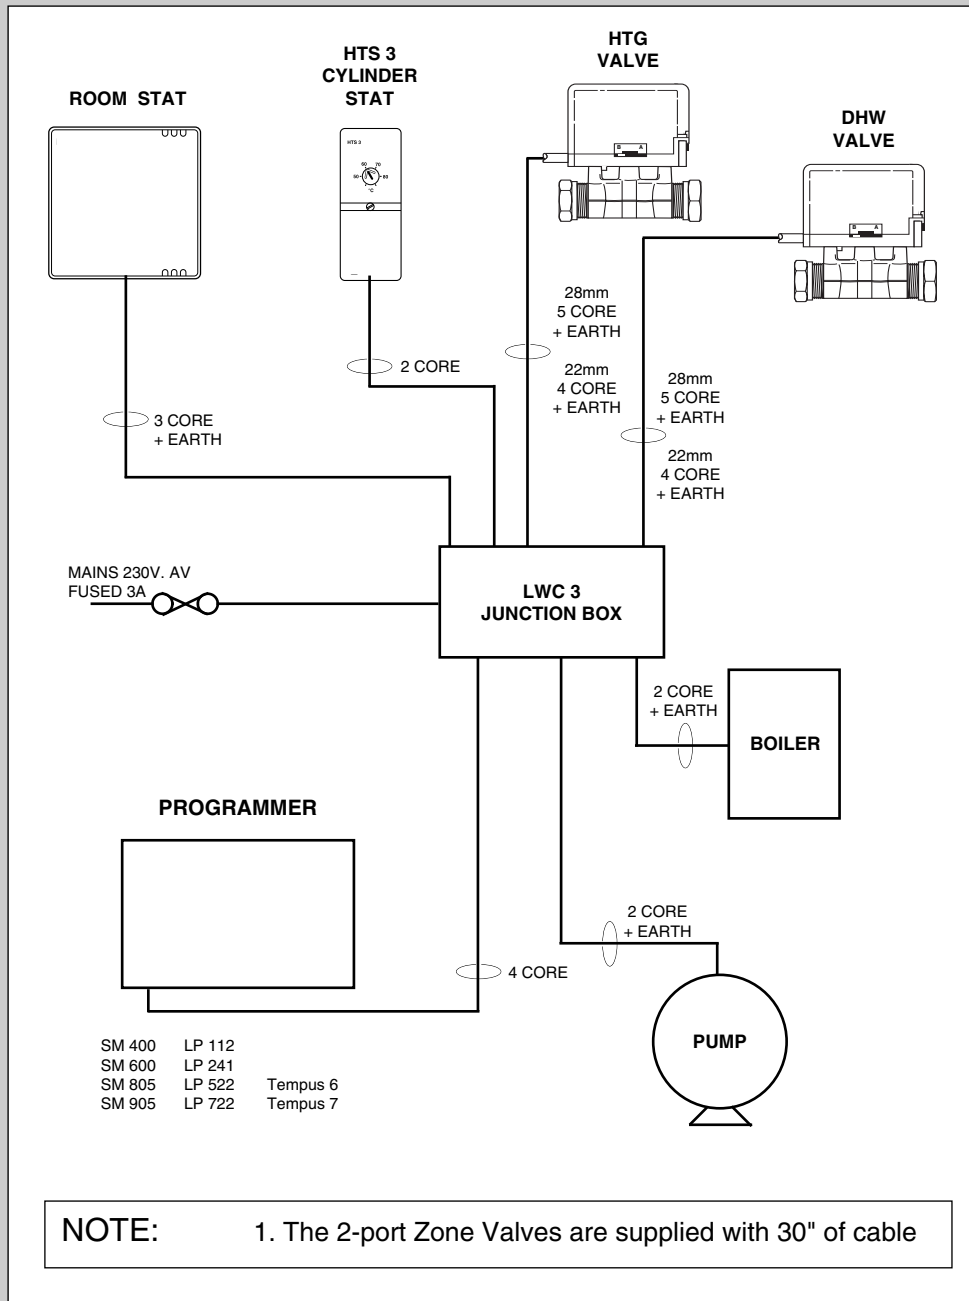 HTG
VALVE
HTS 3
CYLINDER
STAT
ROOM STAT
DHW
VALVE
HTS 3
60 70
50 80
°C
B A
B A
28mm
5 CORE
+ EARTH
22mm
4 CORE
+ EARTH
2 CORE
28mm
5 CORE
+ EARTH
22mm
4 CORE
+ EARTH
3 CORE
+ EARTH
MAINS 230V. AV
FUSED 3A
LWC 3
JUNCTION BOX
2 CORE
+ EARTH
BOILER
PROGRAMMER
2 CORE
+ EARTH
4 CORE
PUMP
SM 400 LP 112
SM 600 LP 241
SM 805 LP 522 Tempus 6
SM 905 LP 722 Tempus 7
NOTE: 1. The 2-port Zone Valves are supplied with 30" of cable